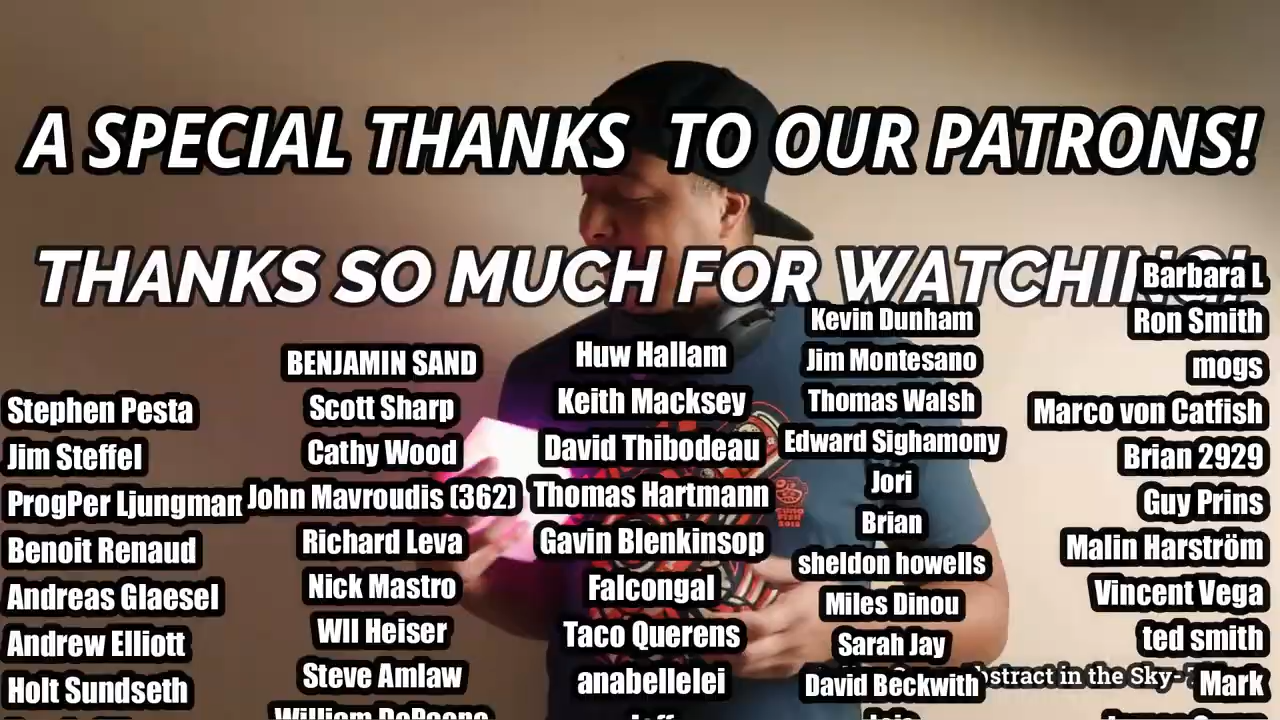 A SPECIAL THANKS TO OUR PATRONS!
THANKS SO MUCH FOR WATCHING!
Stephen Pesta
Jim Steffel
ProgPer Ljungman
Benoit Renaud
Andreas Glaesel
Andrew Elliott
Holt Sundseth
BENJAMIN SAND
Scott Sharp
Cathy Wood
John Mavroudis (362)
Richard Leva
Nick Mastro
WIl Heiser
Steve Amlaw
Huw Hallam
Keith Macksey
David Thibodeau
Thomas Hartmann
Gavin Blenkinsop
Falcongal
Taco Querens
anabellelei
Kevin Dunham
Jim Montesano
Thomas Walsh
Edward Sighamony
Jori
Brian
sheldon howells
Miles Dinou
Sarah Jay
David Beckwith
Barbara L
Ron Smith
mogs
Marco von Catfish
Brian 2929
Guy Prins
Malin Harström
Vincent Vega
ted smith
Mark
in the Sky-